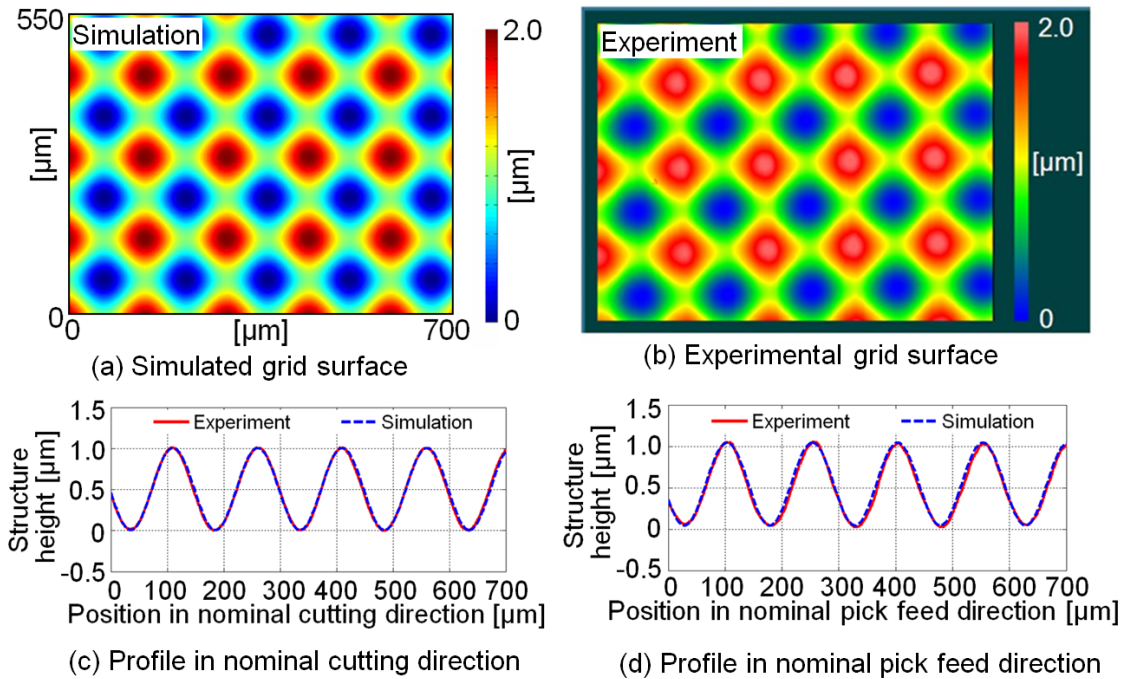 550
Simulation
2.0
[µm]
[µm]
0
0
[µm]
700
0
(a) Simulated grid surface
Experiment
2.0
[µm]
0
(b) Experimental grid surface
1.5
Experiment
Simulation
1.0
0.5
0
-0.5
Structure
height [µm]
0 100 200 300 400 500 600 700
Position in nominal cutting direction [µm]
(c) Profile in nominal cutting direction
1.5
Experiment
Simulation
1.0
0.5
0
-0.5
Structure
height [µm]
0 100 200 300 400 500 600 700
Position in nominal pick feed direction [µm]
(d) Profile in nominal pick feed direction